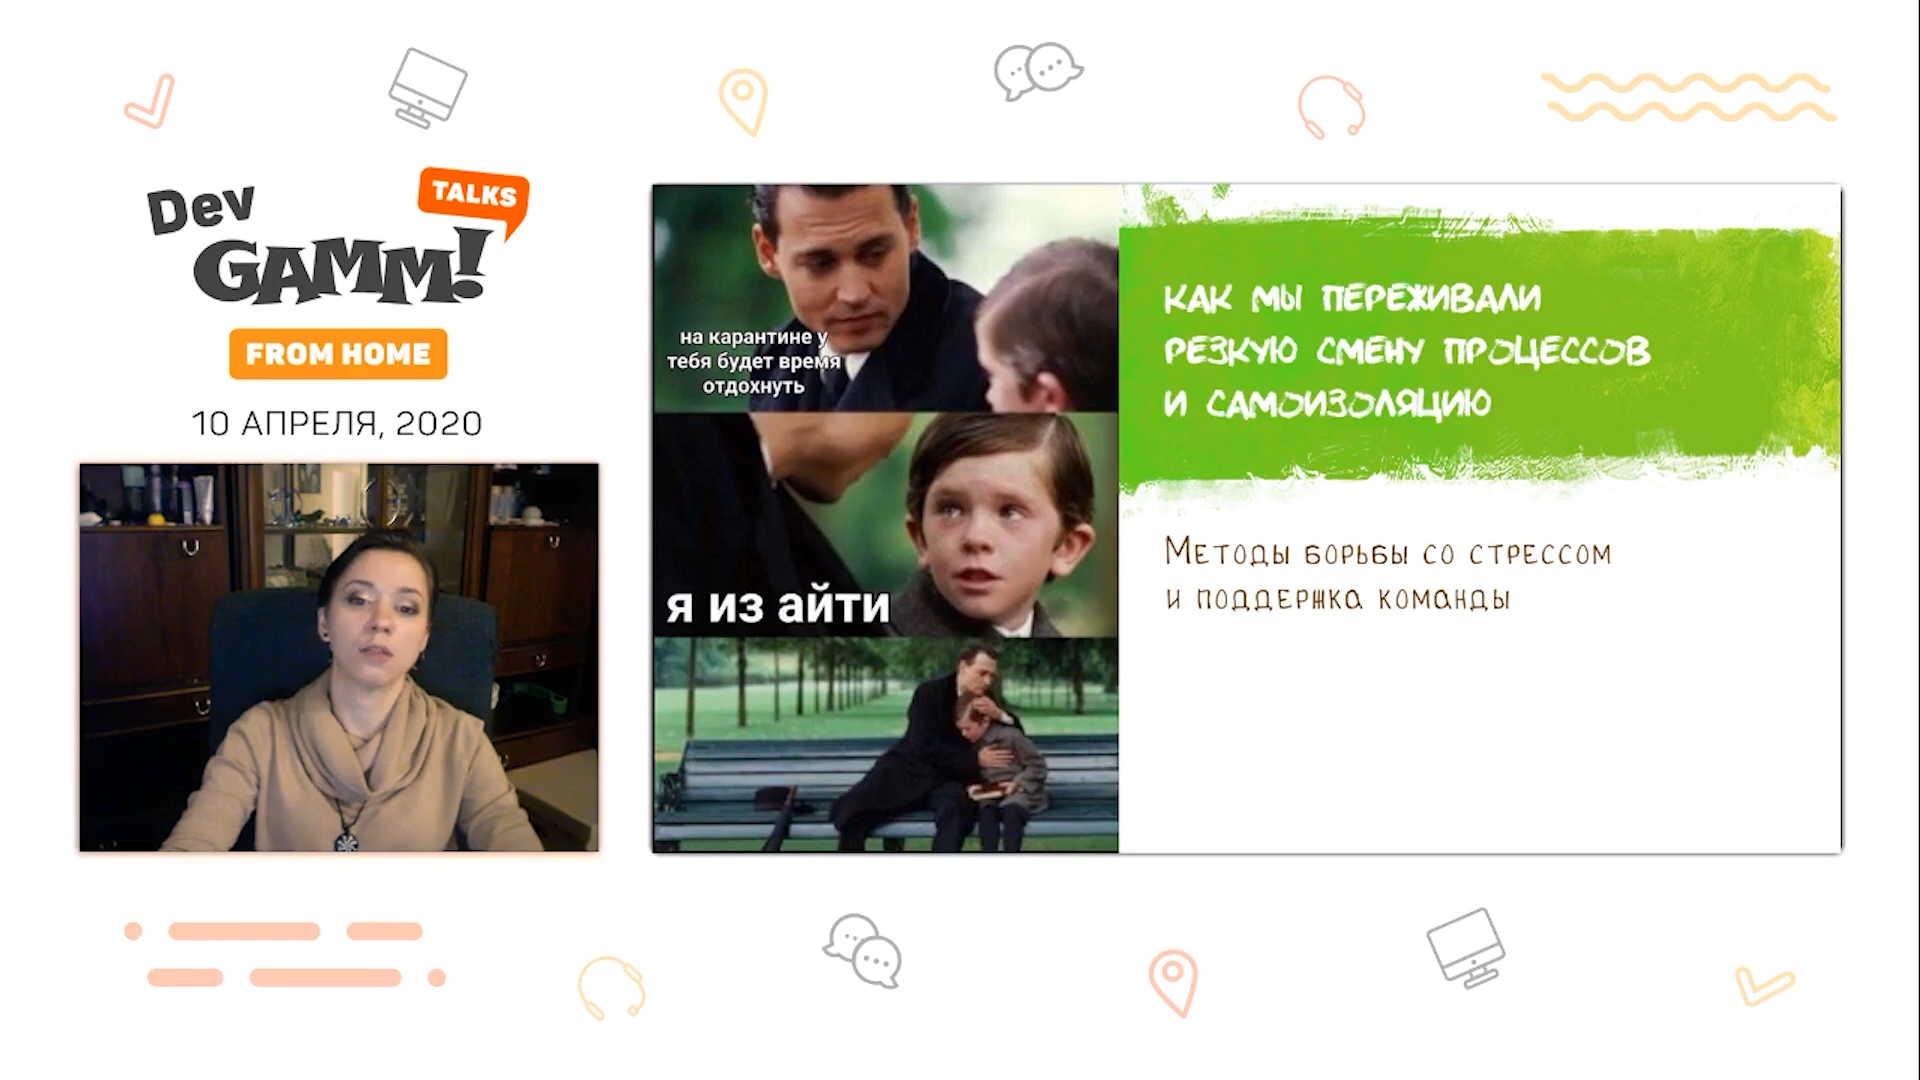 Dev
TALKS
GAMM!
FROM HOME
10 АПРЕЛЯ, 2020
на карантине у
тебя будет время
отдохнуть
я из айти
КАК МЫ ПЕРЕЖИВАЛИ
РЕЗКУЮ СМЕНУ ПРОЦЕССОВ
И САМОИЗОЛЯЦИЮ
Методы борьбы со стрессом
и поддержка команды